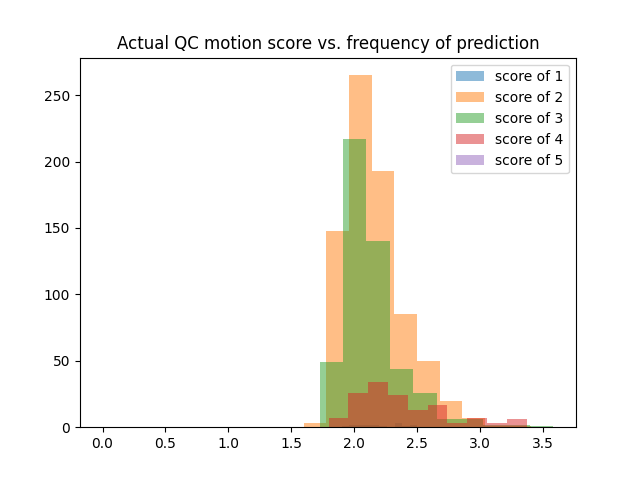 Actual QC motion score vs. frequency of prediction
score of 1
score of 2
score of 3
score of 4
score of 5
250
200
150
100
50
0
0.0 0.5 1.0 1.5 2.0 2.5 3.0 3.5